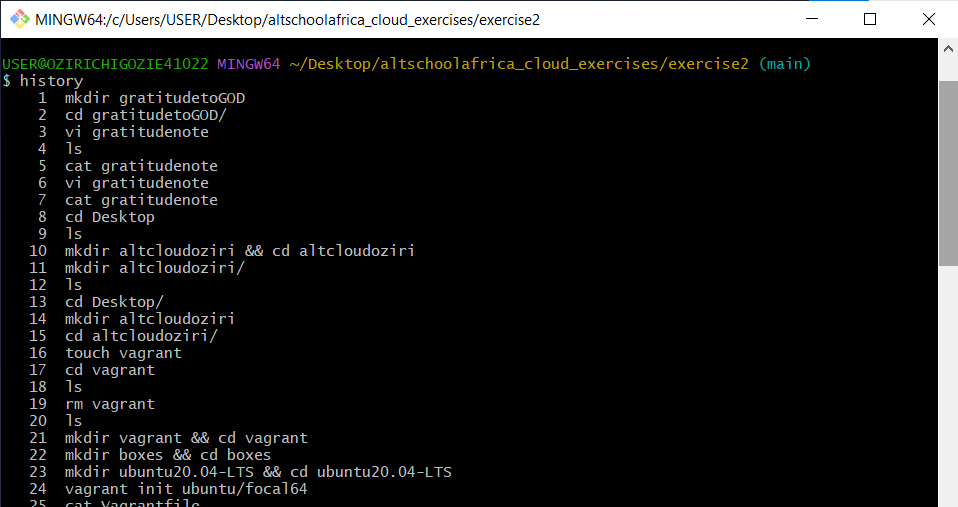 MINGW64:/c/Users/USER/Desktop/altschoolafrica_cloud_exercises/exercise2
USER@OZIRICHIGOZIE41022 MINGW64 ~/Desktop/altschoolafrica_cloud_exercises/exercise2 (main)
$ history
1 mkdir gratitudetoGOD
2 cd gratitudetoGOD/
3 vi gratitudenote
4 ls
5 cat gratitudenote
6 vi gratitudenote
7 cat gratitudenote
8 cd Desktop
9 ls
10 mkdir altcloudoziri && cd altcloudoziri
11 mkdir altcloudoziri/
12 ls
13 cd Desktop/
14 mkdir altcloudoziri
15 cd altcloudoziri/
16 touch vagrant
17 cd vagrant
18 ls
19 rm vagrant
20 ls
21 mkdir vagrant && cd vagrant
22 mkdir boxes && cd boxes
23 mkdir ubuntu20.04-LTS && cd ubuntu20.04-LTS
24 vagrant init ubuntu/focal64
25 cat Vagrantfile